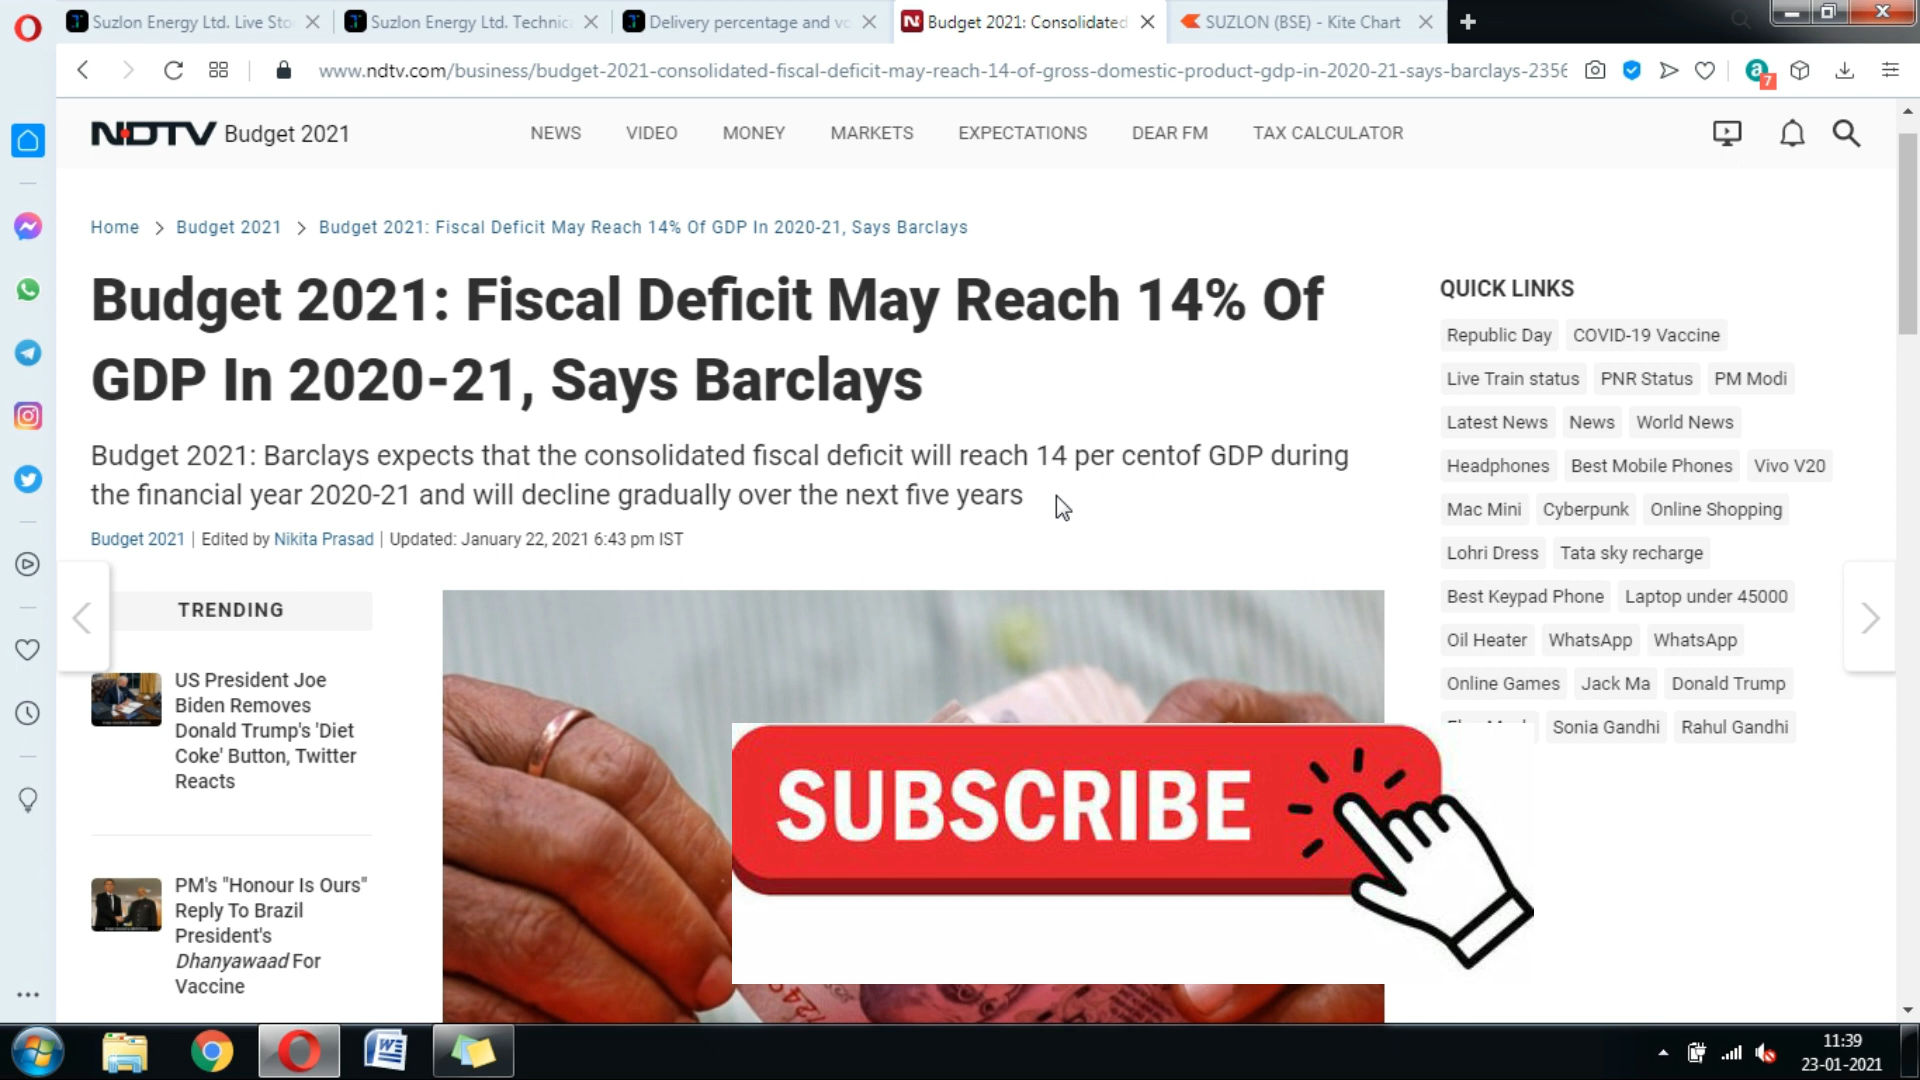 Suzlon Energy Ltd. Live Sto
Suzlon Energy Ltd. Technic
Delivery percentage and vo
Budget 2021: Consolidated
SUZLON (BSE) - Kite Chart
www.ndtv.com/business/budget-2021-consolidated-fiscal-deficit-may-reach-14-of-gross-domestic-product-gdp-in-2020-21-says-barclays-2356
7
NDTV Budget 2021
NEWS
VIDEO
MONEY
MARKETS
EXPECTATIONS
DEAR FM
TAX CALCULATOR
Home > Budget 2021 > Budget 2021: Fiscal Deficit May Reach 14% Of GDP In 2020-21, Says Barclays
Budget 2021: Fiscal Deficit May Reach 14% Of
GDP In 2020-21, Says Barclays
Budget 2021: Barclays expects that the consolidated fiscal deficit will reach 14 per centof GDP during
the financial year 2020-21 and will decline gradually over the next five years
Budget 2021 | Edited by Nikita Prasad | Updated: January 22, 2021 6:43 pm IST
TRENDING
US President Joe
Biden Removes
Donald Trump's 'Diet
Coke' Button, Twitter
Reacts
PM's "Honour Is Ours"
Reply To Brazil
President's
Dhanyawaad For
Vaccine
SUBSCRIBE
QUICK LINKS
Republic Day COVID-19 Vaccine
Live Train status PNR Status PM Modi
Latest News News World News
Headphones Best Mobile Phones Vivo V20
Mac Mini Cyberpunk Online Shopping
Lohri Dress Tata sky recharge
Best Keypad Phone Laptop under 45000
Oil Heater WhatsApp WhatsApp
Online Games Jack Ma Donald Trump
Sonia Gandhi Rahul Gandhi
11:39
23-01-2021